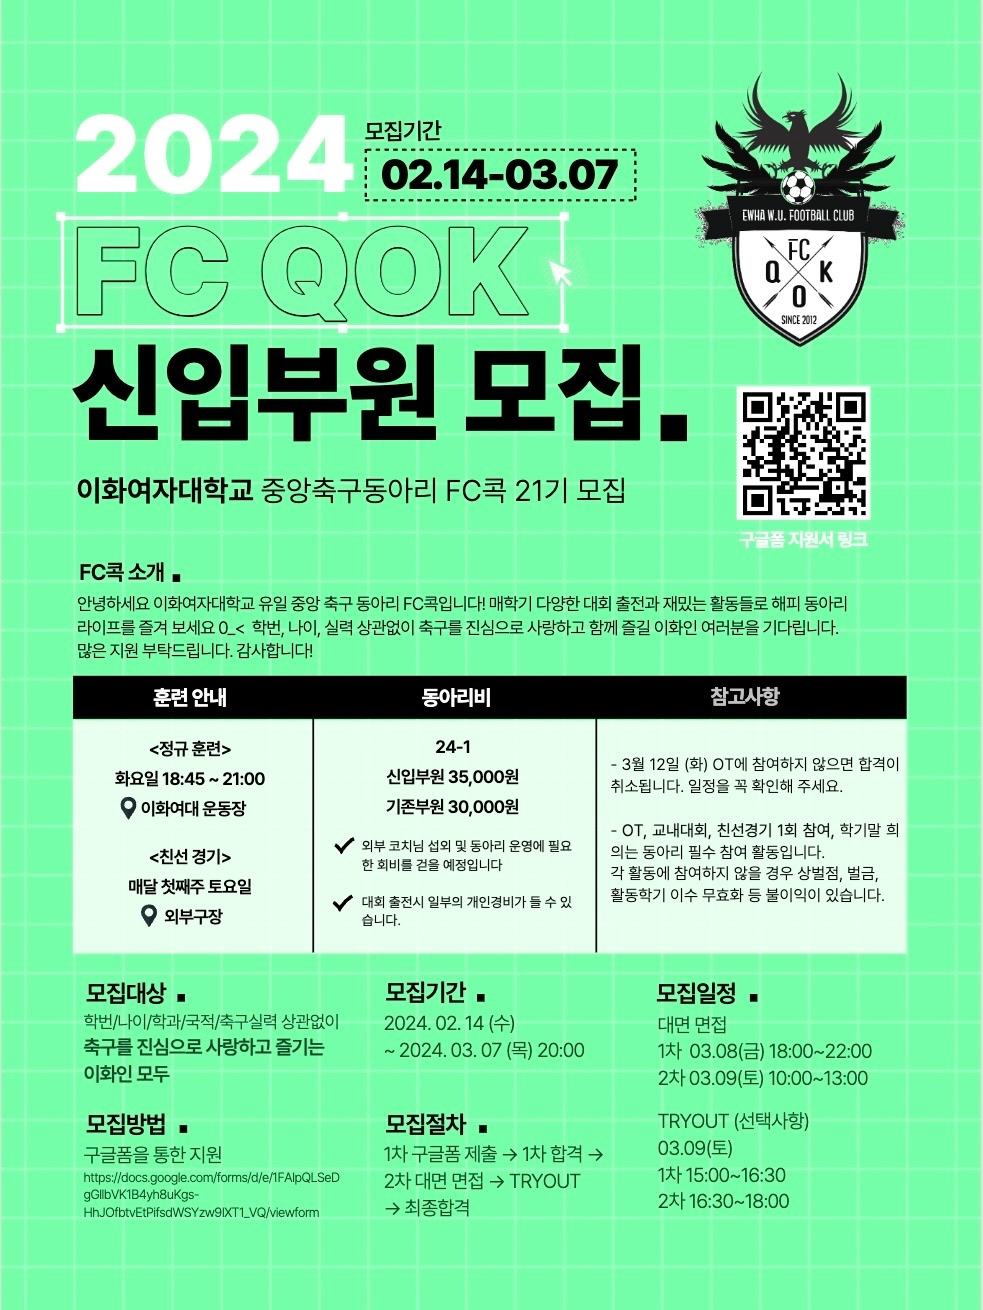 2024
모집기간
02.14-03.07
FC QOK
신입부원 모집.
이화여자대학교 중앙축구동아리 FC콕 21기 모집
EWHA W.U. FOOTBALL CLUB
FC
Q K
O
SINCE 2012
구글폼 지원서 링크
FC콕 소개
안녕하세요 이화여자대학교 유일 중앙 축구 동아리 FC콕입니다! 매학기 다양한 대회 출전과 재밌는 활동들로 해피 동아리
라이프를 즐겨 보세요 0_< 학번, 나이, 실력 상관없이 축구를 진심으로 사랑하고 함께 즐길 이화인 여러분을 기다립니다.
많은 지원 부탁드립니다. 감사합니다!
훈련 안내
<정규 훈련>
화요일 18:45 ~ 21:00
이화여대 운동장
<친선 경기>
매달 첫째주 토요일
외부구장
동아리비
24-1
신입부원 35,000원
기존부원 30,000원
외부 코치님 섭외 및 동아리 운영에 필요
한 회비를 걷을 예정입니다
대회 출전시 일부의 개인경비가 들 수 있
습니다.
참고사항
- 3월 12일 (화) OT에 참여하지 않으면 합격이
취소됩니다. 일정을 꼭 확인해 주세요.
- OT, 교내대회, 친선경기 1회 참여, 학기말 회
의는 동아리 필수 참여 활동입니다.
각 활동에 참여하지 않을 경우 상벌점, 벌금,
활동학기 이수 무효화 등 불이익이 있습니다.
모집대상
학번/나이/학과/국적/축구실력 상관없이
축구를 진심으로 사랑하고 즐기는
이화인 모두
모집기간
2024. 02. 14 (수)
~ 2024. 03. 07 (목) 20:00
모집일정
대면 면접
1차 03.08(금) 18:00~22:00
2차 03.09(토) 10:00~13:00
TRYOUT (선택사항)
03.09(토)
1차 15:00~16:30
2차 16:30~18:00
모집방법
구글폼을 통한 지원
https://docs.google.com/forms/d/e/1FAIpQLSeD
gGllbVK1B4yh8uKgs-
HhJOfbtvEtPifsdWSYzw9lXT1_VQ/viewform
모집절차
1차 구글폼 제출 → 1차 합격 →
2차 대면 면접 → TRYOUT
→ 최종합격